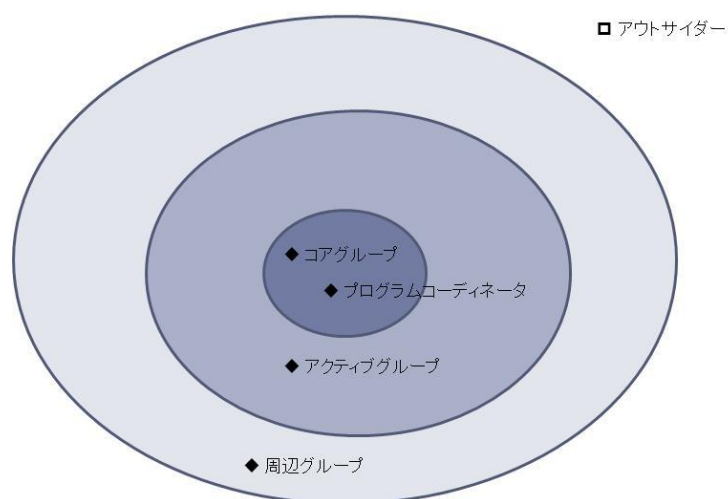 アウトサイダー
コアグループ
プログラムコーディネータ
アクティブグループ
周辺グループ